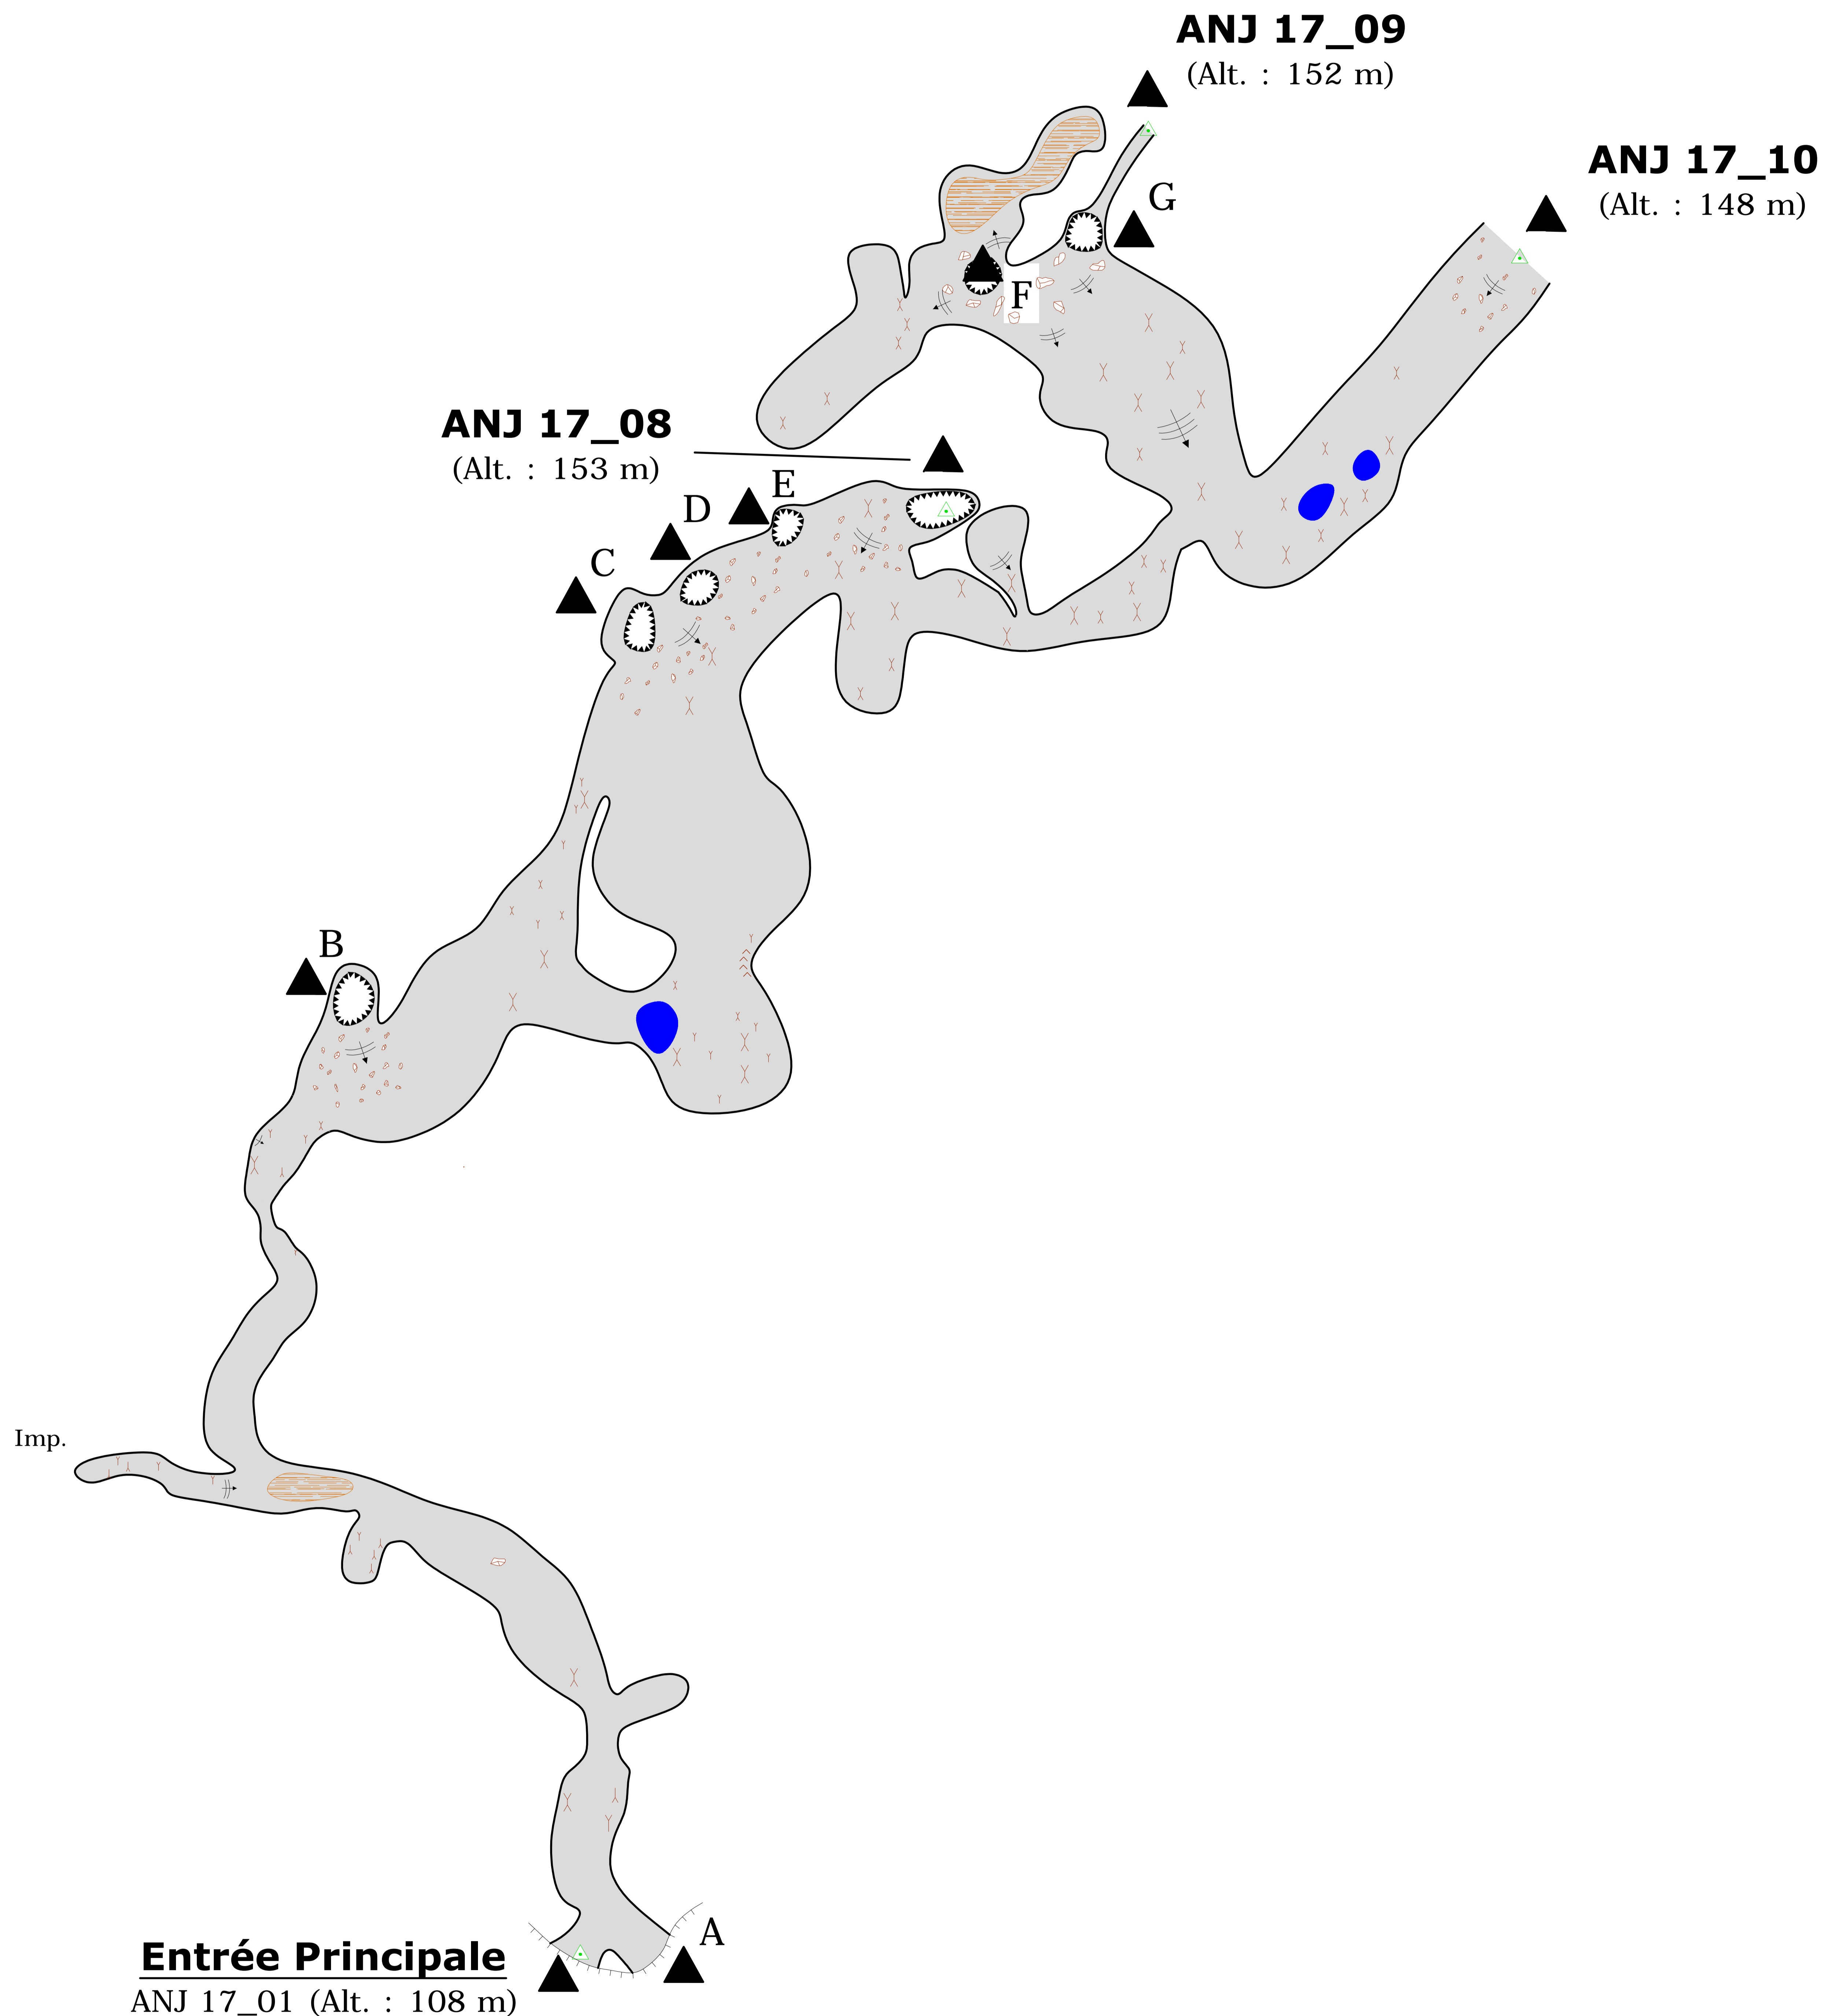 ANJ 17_09
(Alt. : 152 m)
ANJ 17_10
(Alt. : 148 m)
G
F
ANJ 17_08
(Alt. : 153 m)
E
D
C
B
Imp.
A
Entrée Principale
ANJ 17_01 (Alt. : 108 m)